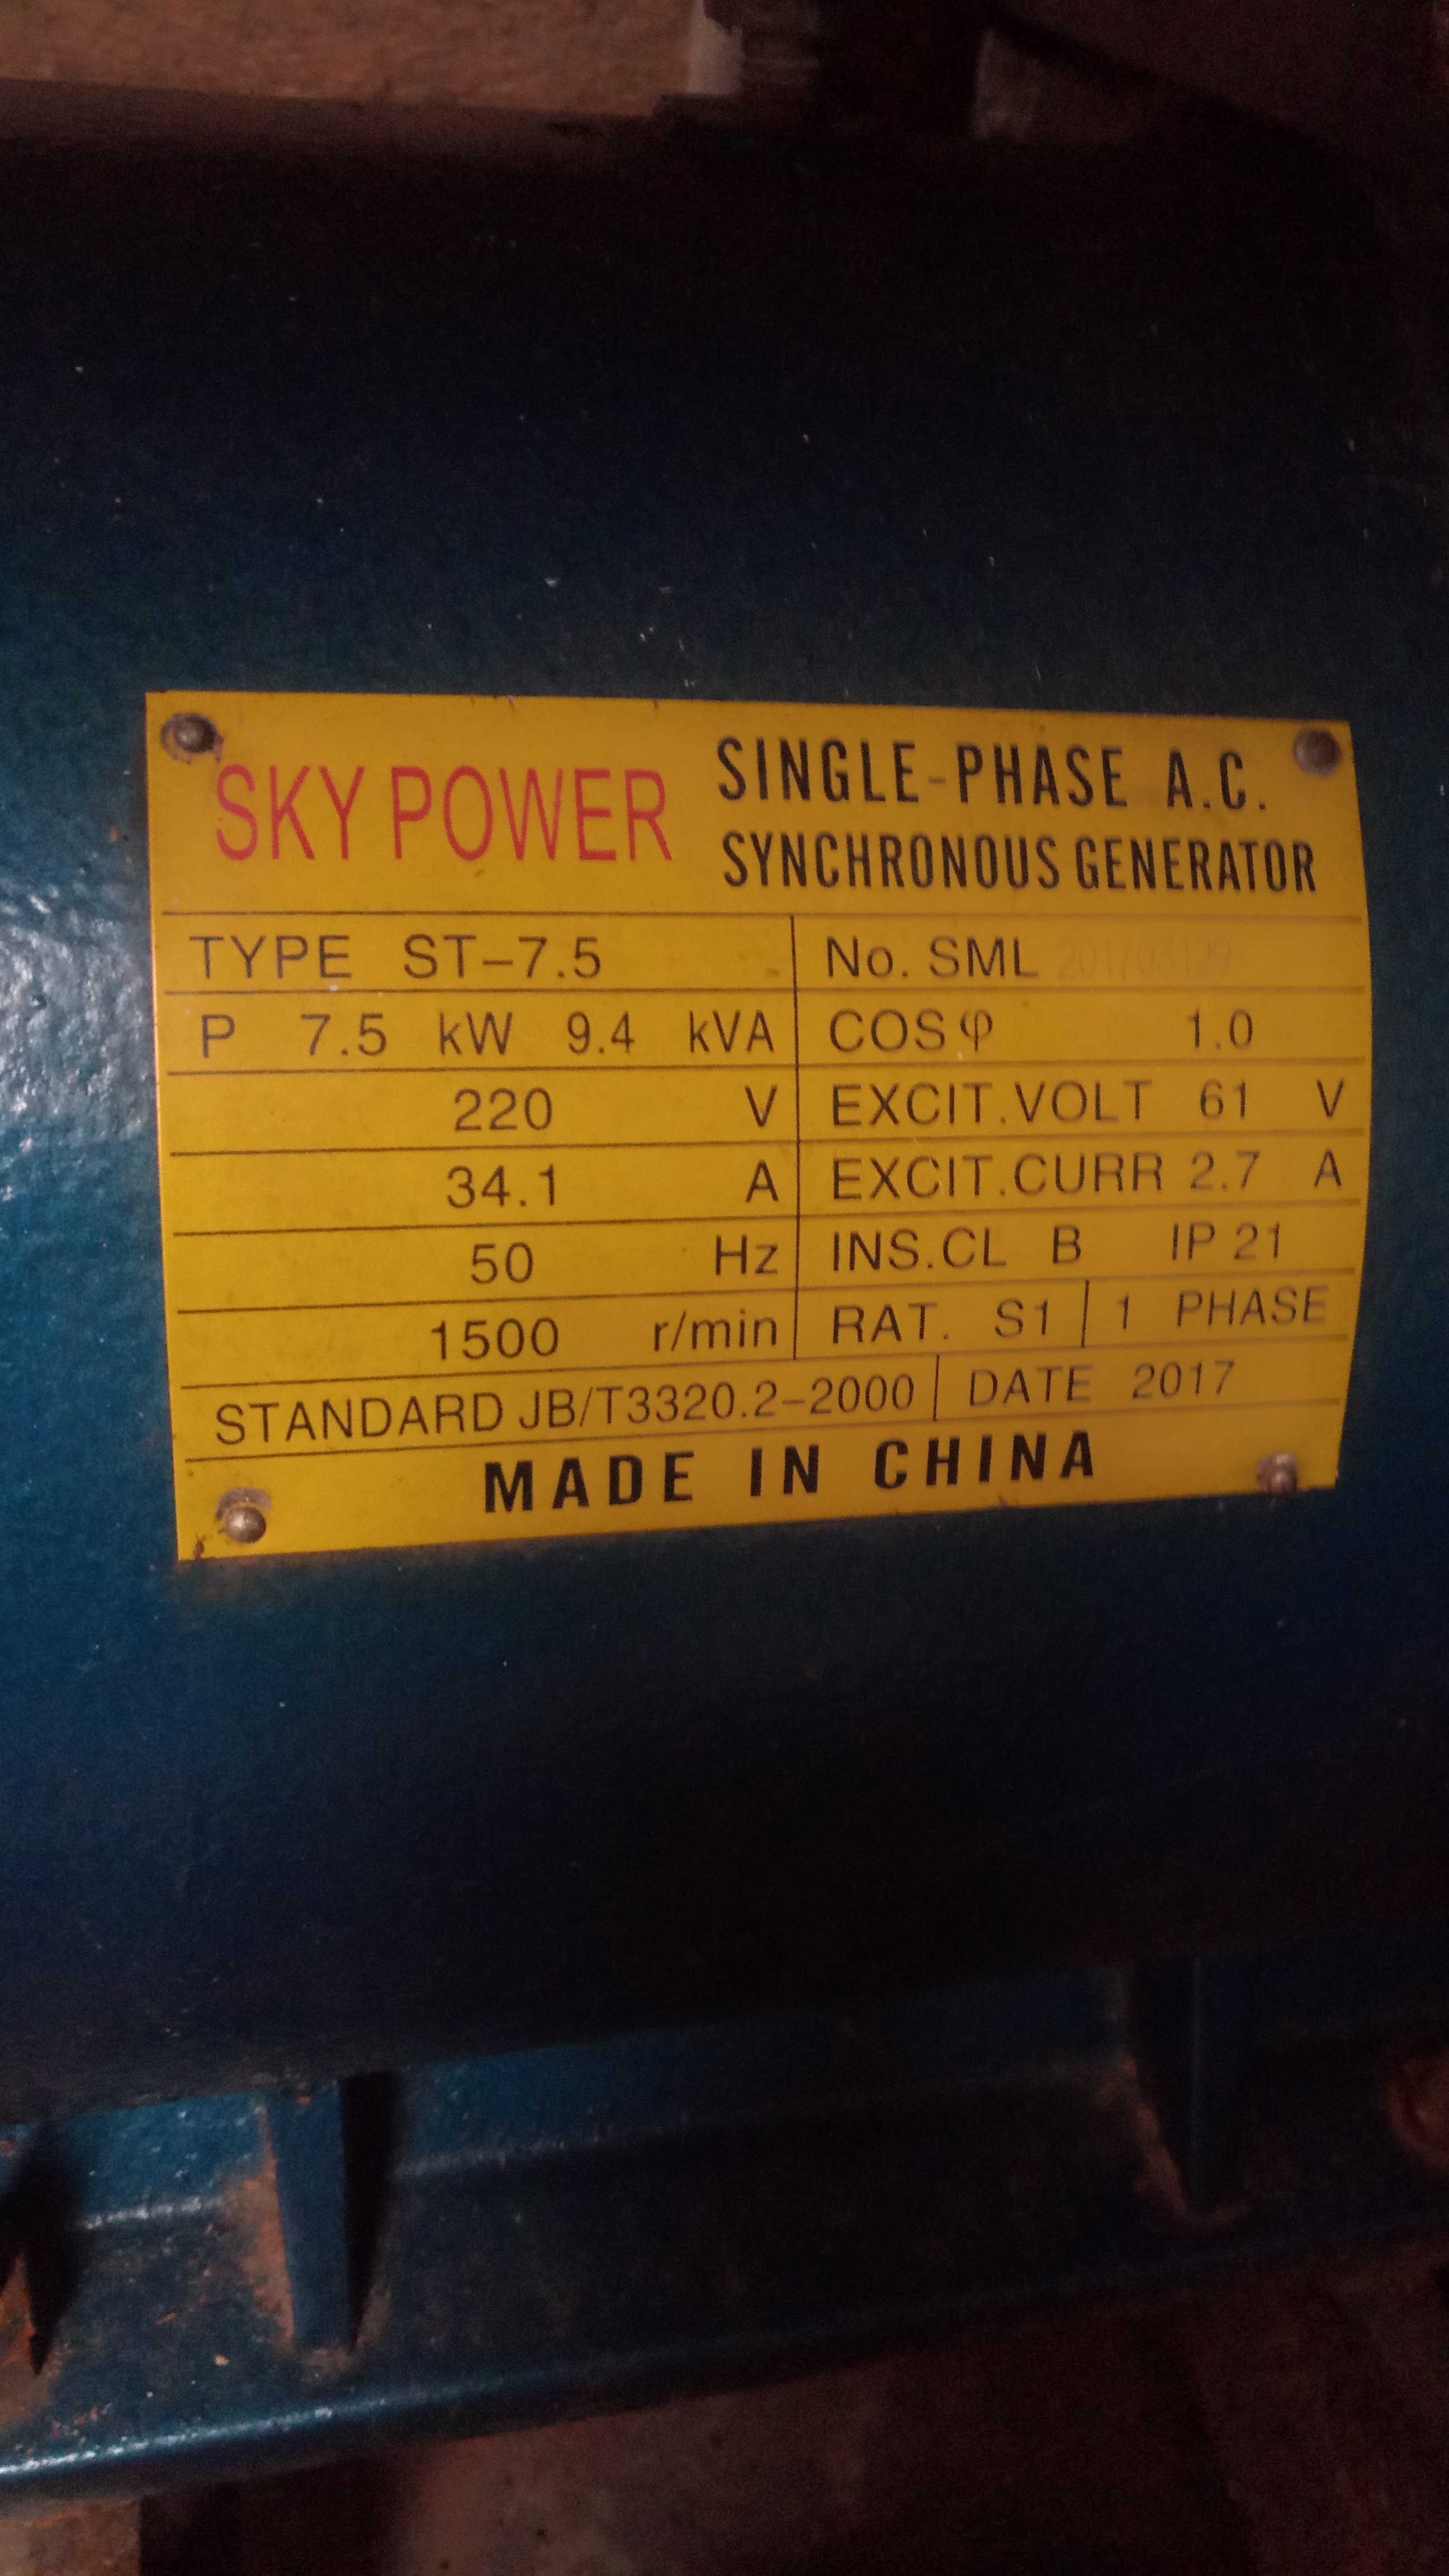 SKY POWER
SINGLE-PHASE A.C.
SYNCHRONOUS GENERATOR
TYPE ST-7.5 No. SML
P 7.5 kW 9.4 kVA COS φ 1.0
220 V EXCIT.VOLT 61 V
34.1 A EXCIT.CURR 2.7 A
50 Hz INS.CL B IP 21
1500 r/min RAT. S1 1 PHASE
STANDARD JB/T3320.2-2000 DATE 2017
MADE IN CHINA